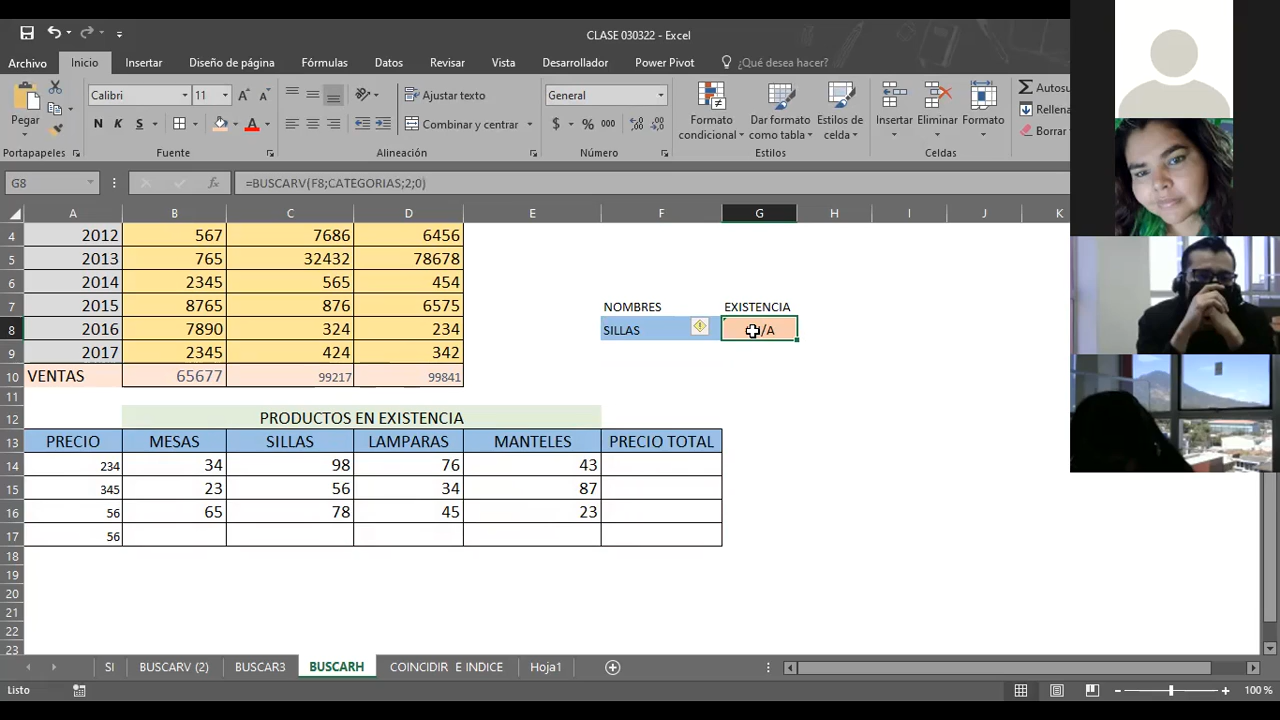 CLASE 030322 - Excel
Archivo Inicio Insertar Diseño de página Fórmulas Datos Revisar Vista Desarrollador Power Pivot ¿Qué desea hacer?
Pegar
Calibri 11
N K S
Ajustar texto
Combinar y centrar
General
$ % 000
Formato condicional
Dar formato como tabla
Estilos de celda
Insertar
Eliminar
Formato
Autosu
Rellena
Borrar
Portapapeles Fuente Alineación Número Estilos Celdas
G8 fx =BUSCARV(F8;CATEGORIAS;2;0)
A B C D E F G H I J K
4 2012 567 7686 6456
5 2013 765 32432 78678
6 2014 2345 565 454
7 2015 8765 876 6575 NOMBRES EXISTENCIA
8 2016 7890 324 234 SILLAS /A
9 2017 2345 424 342
10 VENTAS 65677 99217 99841
11
12 PRODUCTOS EN EXISTENCIA
13 PRECIO MESAS SILLAS LAMPARAS MANTELES PRECIO TOTAL
14 234 34 98 76 43
15 345 23 56 34 87
16 56 65 78 45 23
17 56
18
19
20
21
22
23
SI BUSCARV (2) BUSCAR3 BUSCARH COINCIDIR E INDICE Hoja1
Listo 100 %